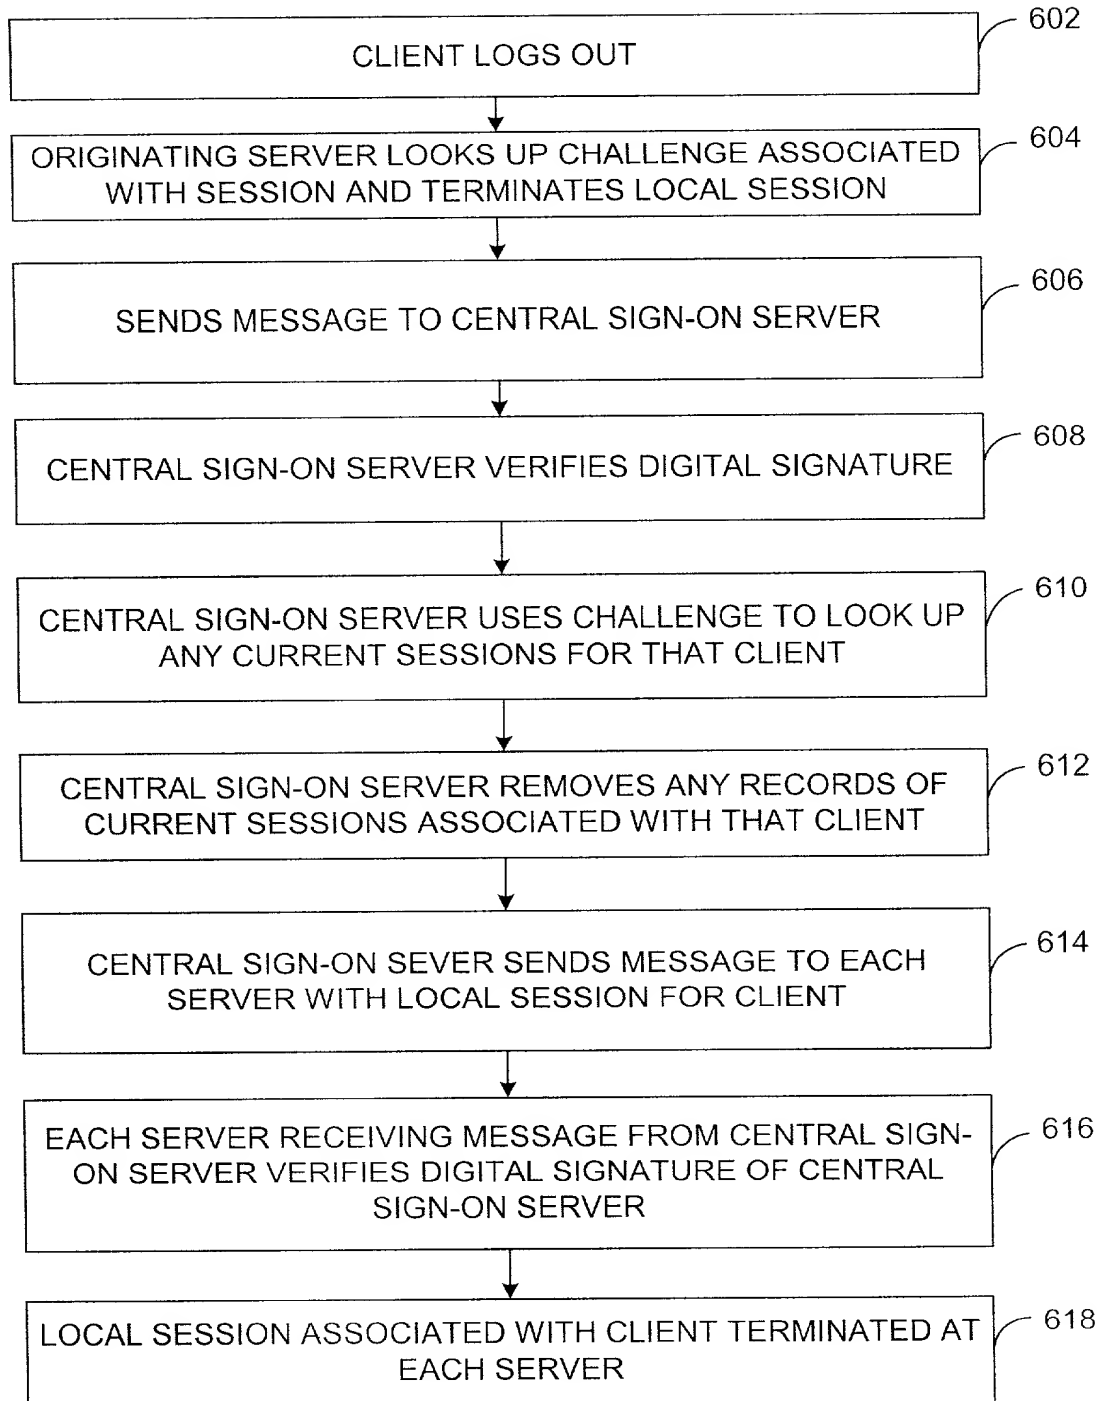 602
CLIENT LOGS OUT
604
ORIGINATING SERVER LOOKS UP CHALLENGE ASSOCIATED
WITH SESSION AND TERMINATES LOCAL SESSION
606
SENDS MESSAGE TO CENTRAL SIGN-ON SERVER
608
CENTRAL SIGN-ON SERVER VERIFIES DIGITAL SIGNATURE
610
CENTRAL SIGN-ON SERVER USES CHALLENGE TO LOOK UP
ANY CURRENT SESSIONS FOR THAT CLIENT
612
CENTRAL SIGN-ON SERVER REMOVES ANY RECORDS OF
CURRENT SESSIONS ASSOCIATED WITH THAT CLIENT
614
CENTRAL SIGN-ON SEVER SENDS MESSAGE TO EACH
SERVER WITH LOCAL SESSION FOR CLIENT
616
EACH SERVER RECEIVING MESSAGE FROM CENTRAL SIGN-
ON SERVER VERIFIES DIGITAL SIGNATURE OF CENTRAL
SIGN-ON SERVER
618
LOCAL SESSION ASSOCIATED WITH CLIENT TERMINATED AT
EACH SERVER